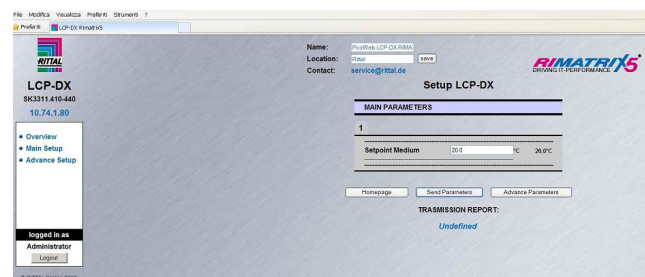 File Modifica Visualizza Preferiti Strumenti ?
Preferiti LCP-DX RimatriX5
RITTAL
LCP-DX
SK3311.410-440
10.74.1.80
Overview
Main Setup
Advance Setup
logged in as
Administrator
Logout
Name: PcoWeb LCP-DX RIMA
Location: Rittal save
Contact: service@rittal.de
RIMATRIX5
DRIVING IT-PERFORMANCE
Setup LCP-DX
MAIN PARAMETERS
1
Setpoint Medium 20.0 °C 20.0°C
Homepage Send Parameters Advance Parameters
TRASMISSION REPORT:
Undefined